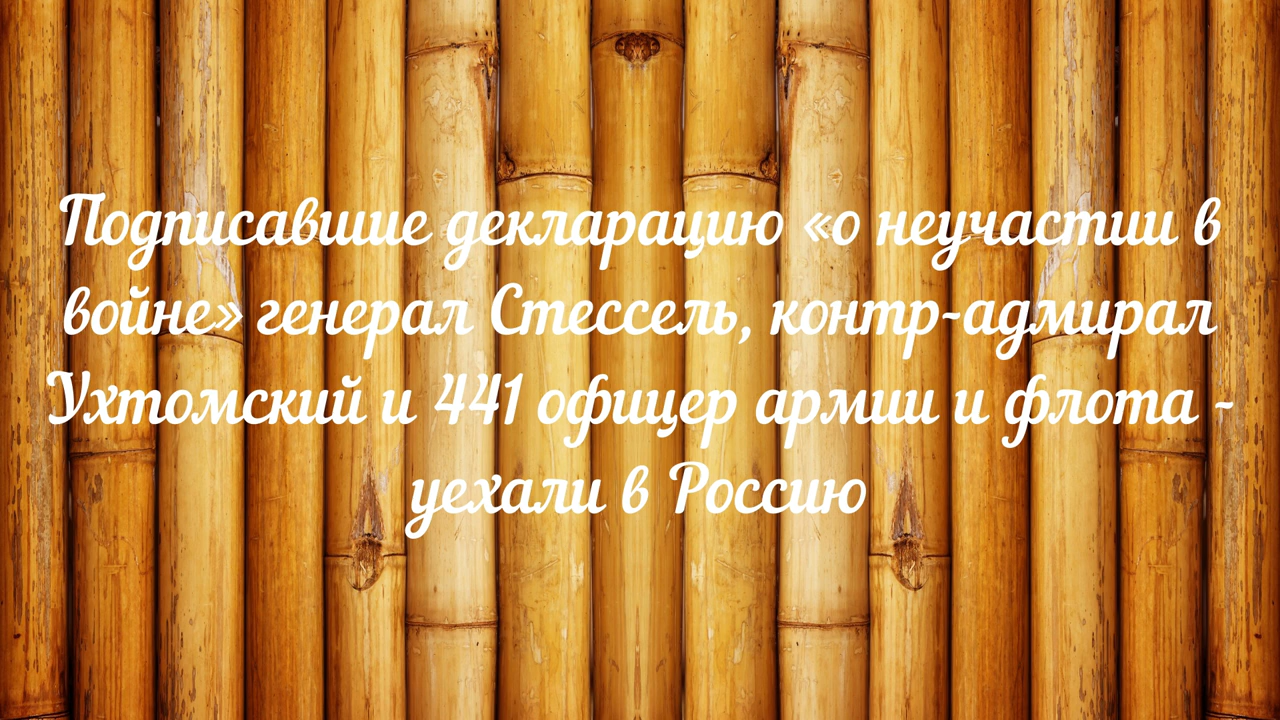 Подписавшие декларацию «о неучастии в
войне» генерал Стессель, контр-адмирал
Ухтомский и 441 офицер армии и флота -
уехали в Россию